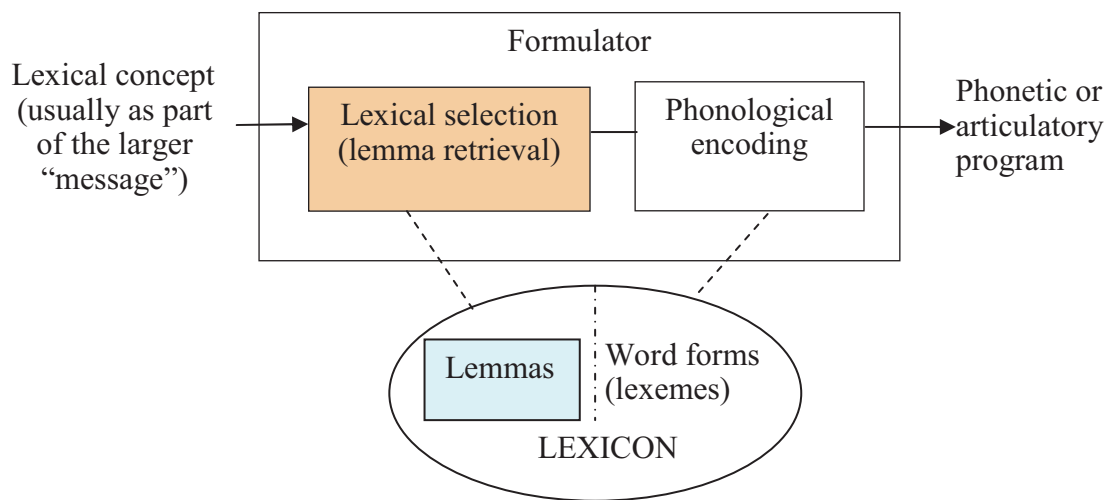 Formulator
Lexical concept
(usually as part
of the larger
“message”)
Lexical selection
(lemma retrieval)
Phonological
encoding
Phonetic or
articulatory
program
Lemmas
Word forms
(lexemes)
LEXICON